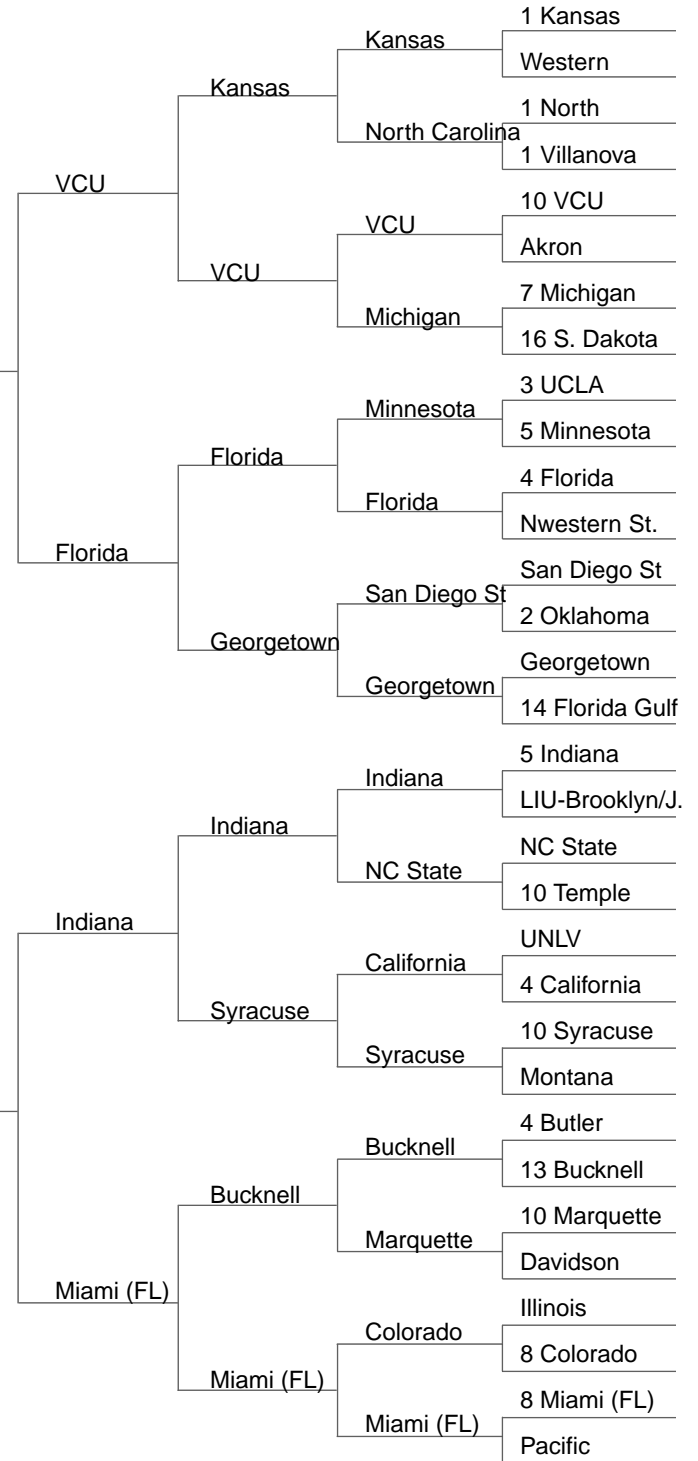 1 Kansas
Kansas
Western
Kansas
1 North
North Carolina
1 Villanova
VCU
10 VCU
VCU
Akron
VCU
7 Michigan
Michigan
16 S. Dakota
3 UCLA
Minnesota
5 Minnesota
Florida
4 Florida
Florida
Nwestern St.
Florida
San Diego St
San Diego St
2 Oklahoma
Georgetown
Georgetown
Georgetown
14 Florida Gulf
5 Indiana
Indiana
LIU-Brooklyn/J.
Indiana
NC State
NC State
10 Temple
Indiana
UNLV
California
4 California
Syracuse
10 Syracuse
Syracuse
Montana
4 Butler
Bucknell
13 Bucknell
Bucknell
10 Marquette
Marquette
Davidson
Miami (FL)
Illinois
Colorado
8 Colorado
Miami (FL)
8 Miami (FL)
Miami (FL)
Pacific